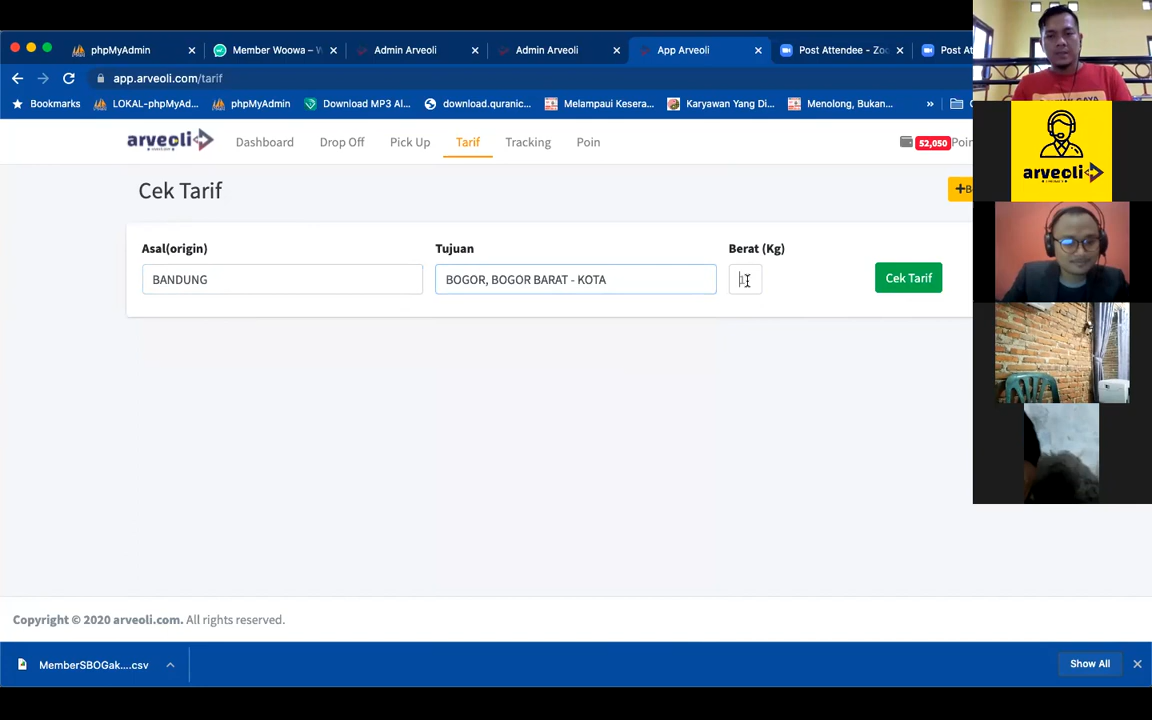 phpMyAdmin
Member Woowa – W
Admin Arveoli
Admin Arveoli
App Arveoli
Post Attendee - Zoo
Post At
app.arveoli.com/tarif
Bookmarks
LOKAL-phpMyAd...
phpMyAdmin
Download MP3 Al...
download.quranic...
Melampaui Kesera...
Karyawan Yang Di...
Menolong, Bukan...
»
arveoli
Dashboard
Drop Off
Pick Up
Tarif
Tracking
Poin
52,050
Poin
Cek Tarif
arveoli
Asal(origin)
Tujuan
Berat (Kg)
BANDUNG
BOGOR, BOGOR BARAT - KOTA
Cek Tarif
Copyright © 2020 arveoli.com. All rights reserved.
MemberSBOGak....csv
Show All